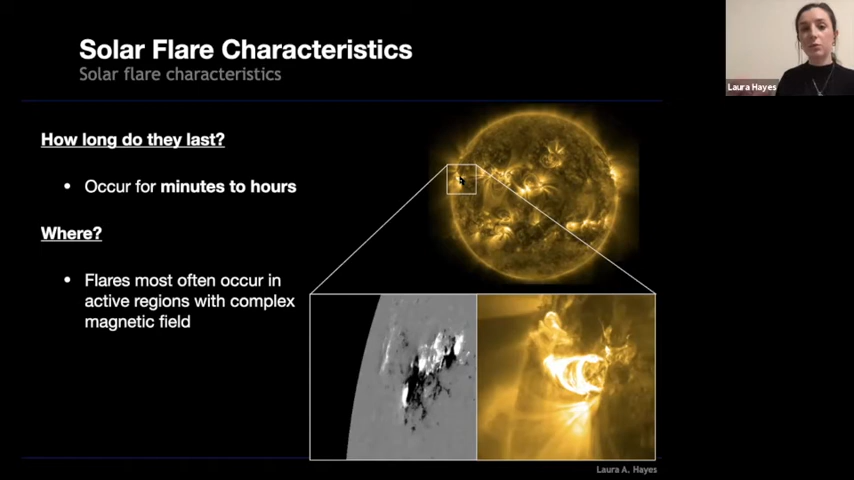 Solar Flare Characteristics
Solar flare characteristics
Laura Hayes
How long do they last?
• Occur for minutes to hours
Where?
• Flares most often occur in
active regions with complex
magnetic field
Laura A. Hayes